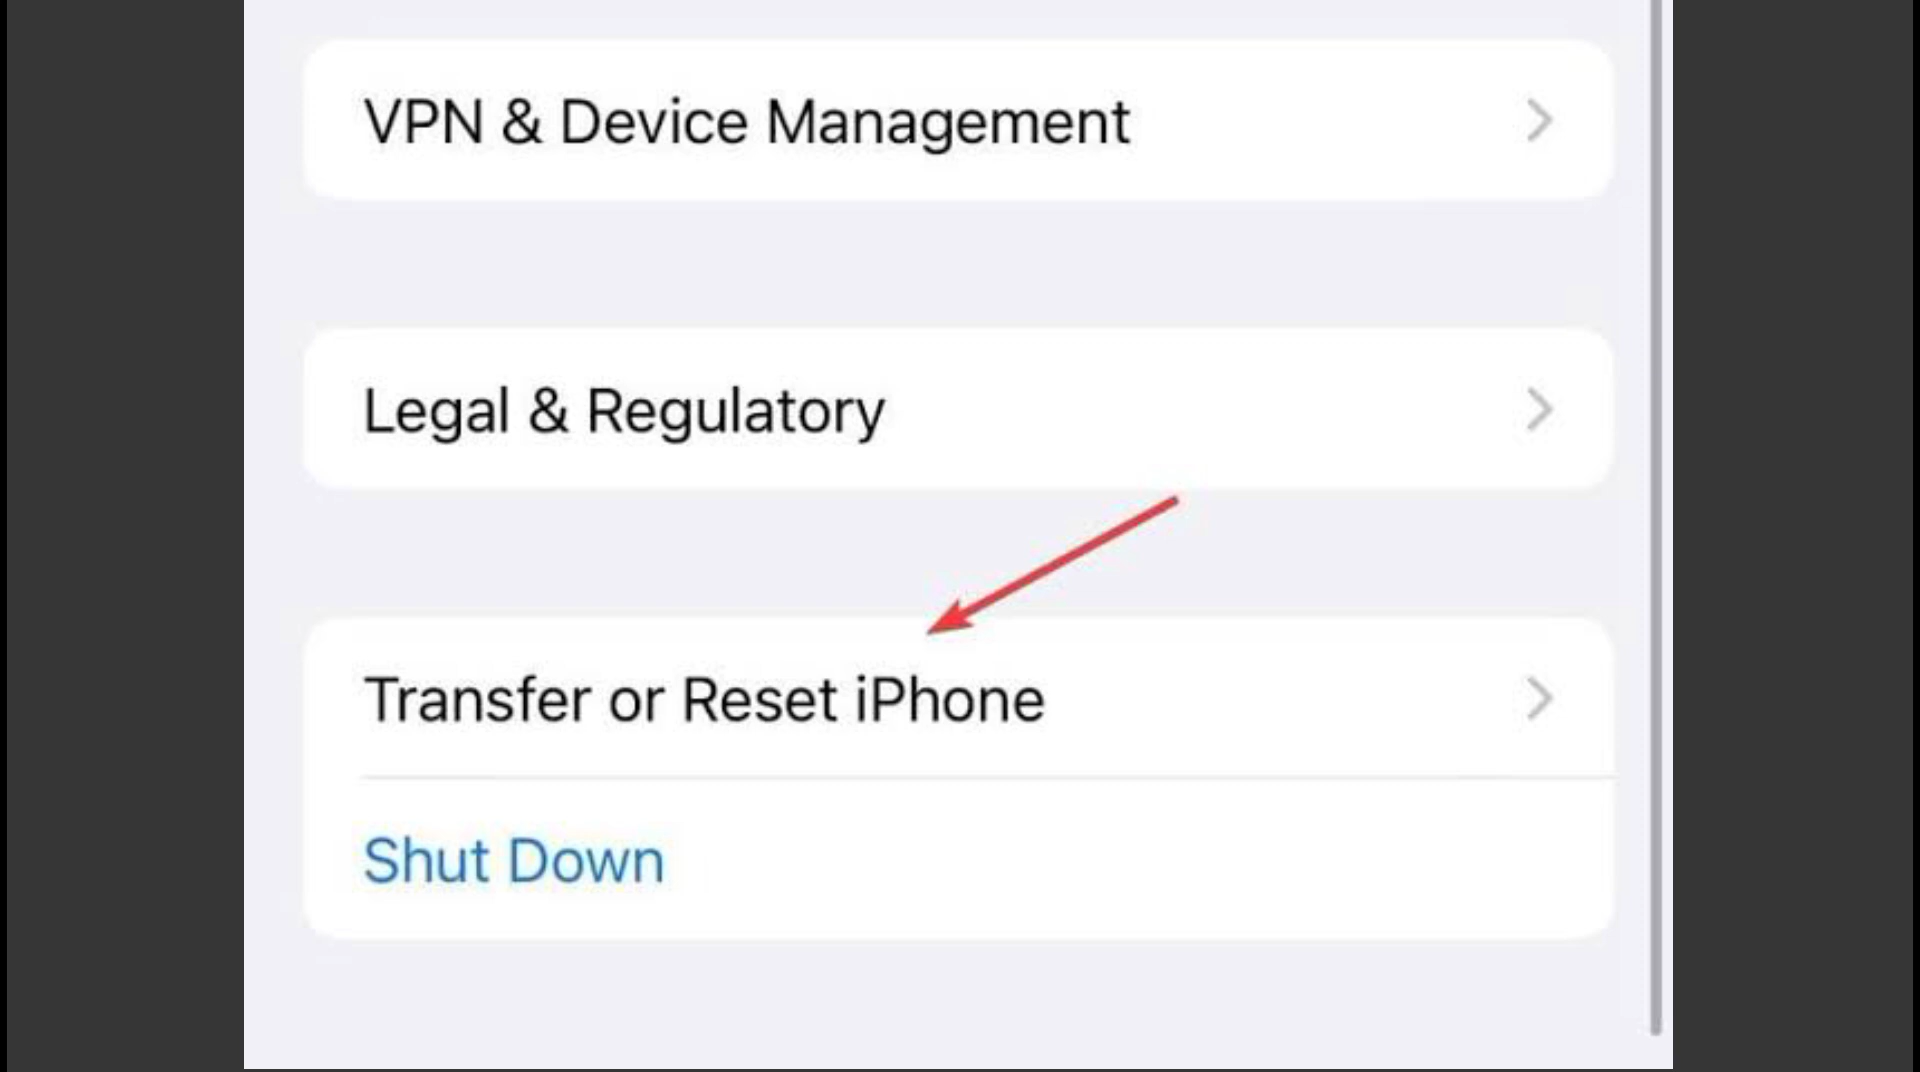 VPN & Device Management
Legal & Regulatory
Transfer or Reset iPhone
Shut Down